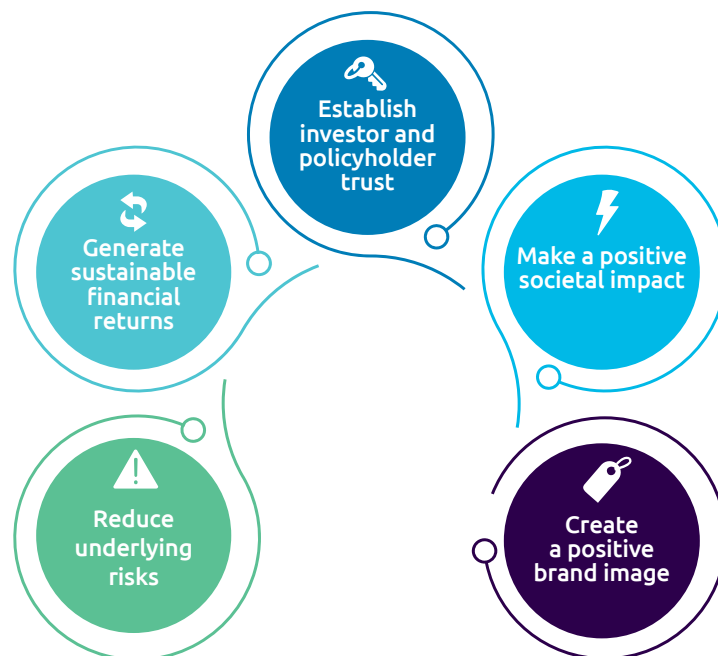 Establish
investor and
policyholder
trust
Generate
sustainable
financial
returns
Make a positive
societal impact
Reduce
underlying
risks
Create
a positive
brand image